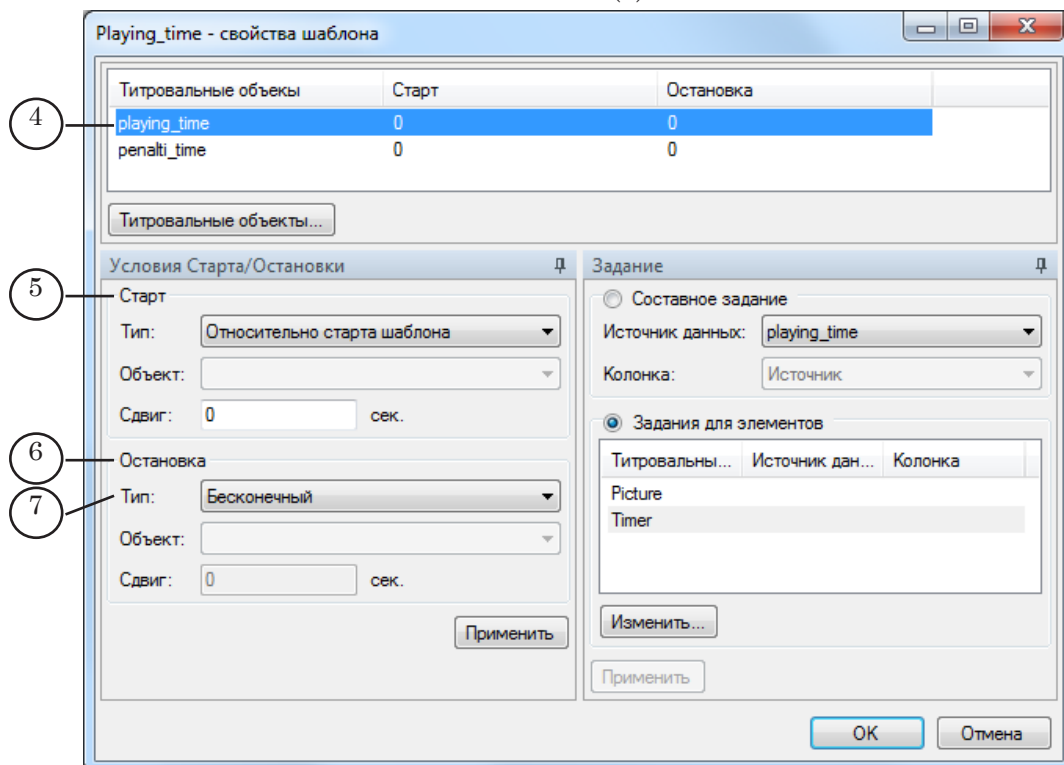 Playing_time - свойства шаблона
Титровальные объекы Старт Остановка
4
playing_time 0 0
penalti_time 0 0
Титровальные объекты...
Условия Старта/Остановки
5
Старт
Тип: Относительно старта шаблона
Объект:
Сдвиг: 0 сек.
6
Остановка
7
Тип: Бесконечный
Объект:
Сдвиг: 0 сек.
Применить
Задание
Составное задание
Источник данных: playing_time
Колонка: Источник
Задания для элементов
Титровальны... Источник дан... Колонка
Picture
Timer
Изменить...
Применить
OK Отмена